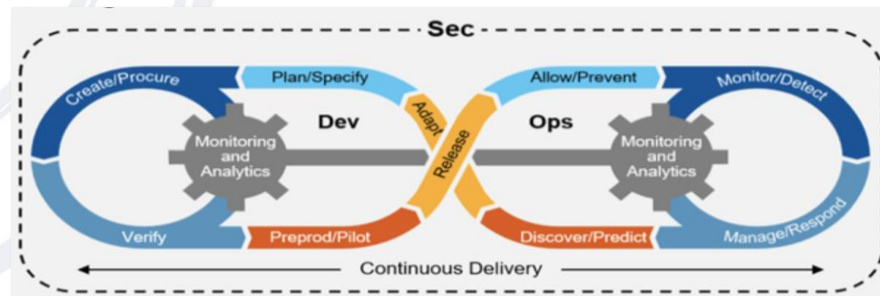 Sec
Create/Procure
Plan/Specify
Adapt
Release
Allow/Prevent
Monitor/Detect
Dev
Ops
Monitoring
and
Analytics
Monitoring
and
Analytics
Verify
Preprod/Pilot
Discover/Predict
Manage/Respond
Continuous Delivery